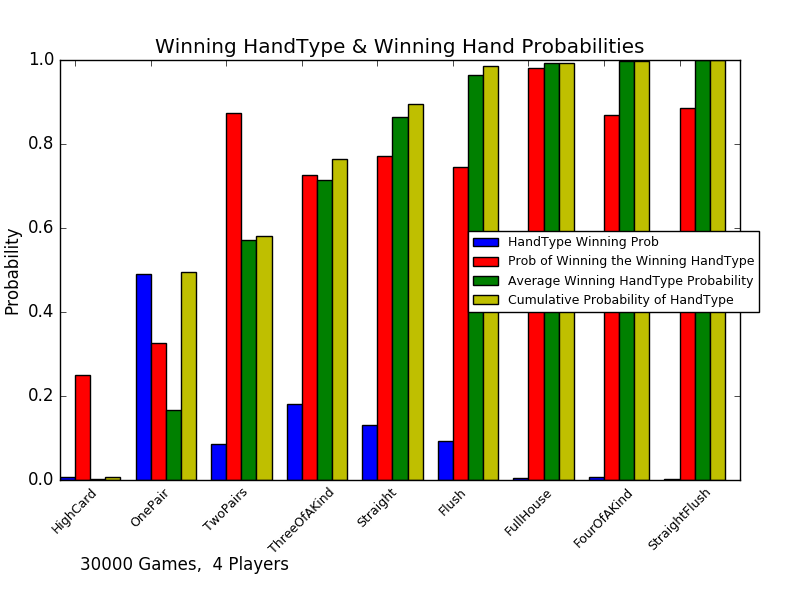 Winning HandType & Winning Hand Probabilities
1.0
0.8
0.6
0.4
0.2
0.0
Probability
HandType Winning Prob
Prob of Winning the Winning HandType
Average Winning HandType Probability
Cumulative Probability of HandType
HighCard
OnePair
TwoPairs
ThreeOfAKind
Straight
Flush
FullHouse
FourOfAKind
StraightFlush
30000 Games,  4 Players